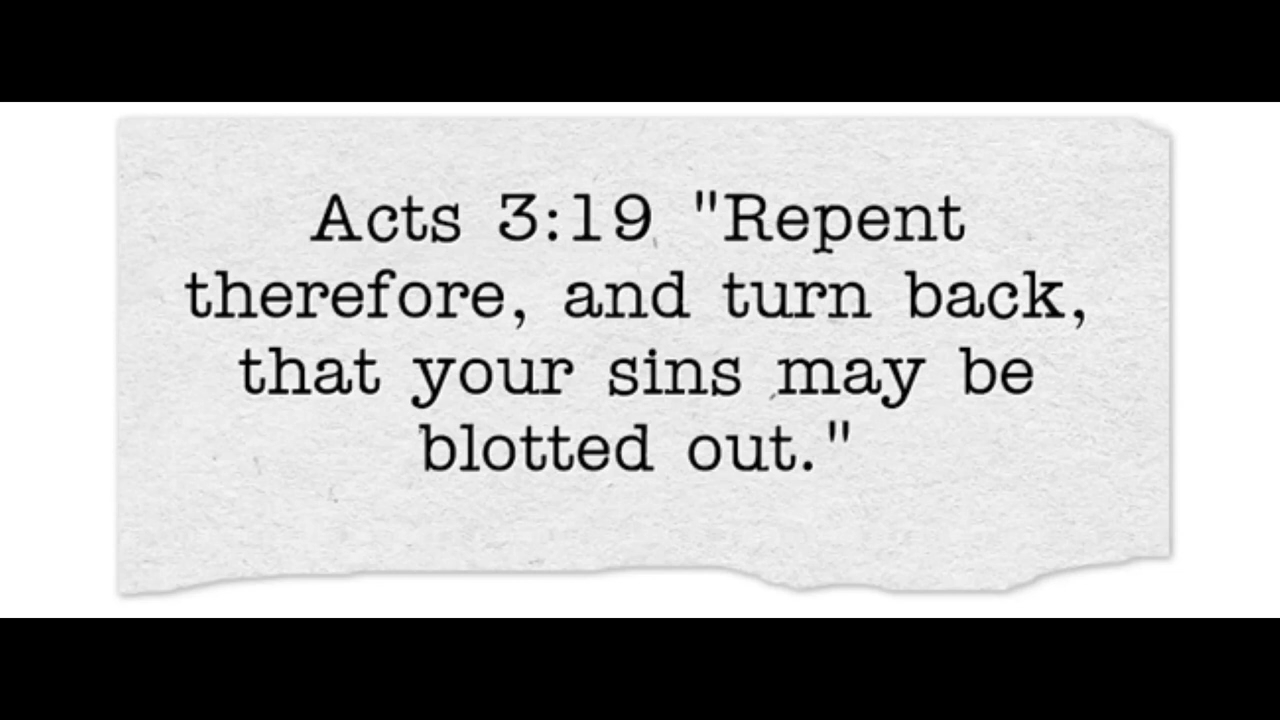 Acts 3:19 "Repent
therefore, and turn back,
that your sins may be
blotted out."